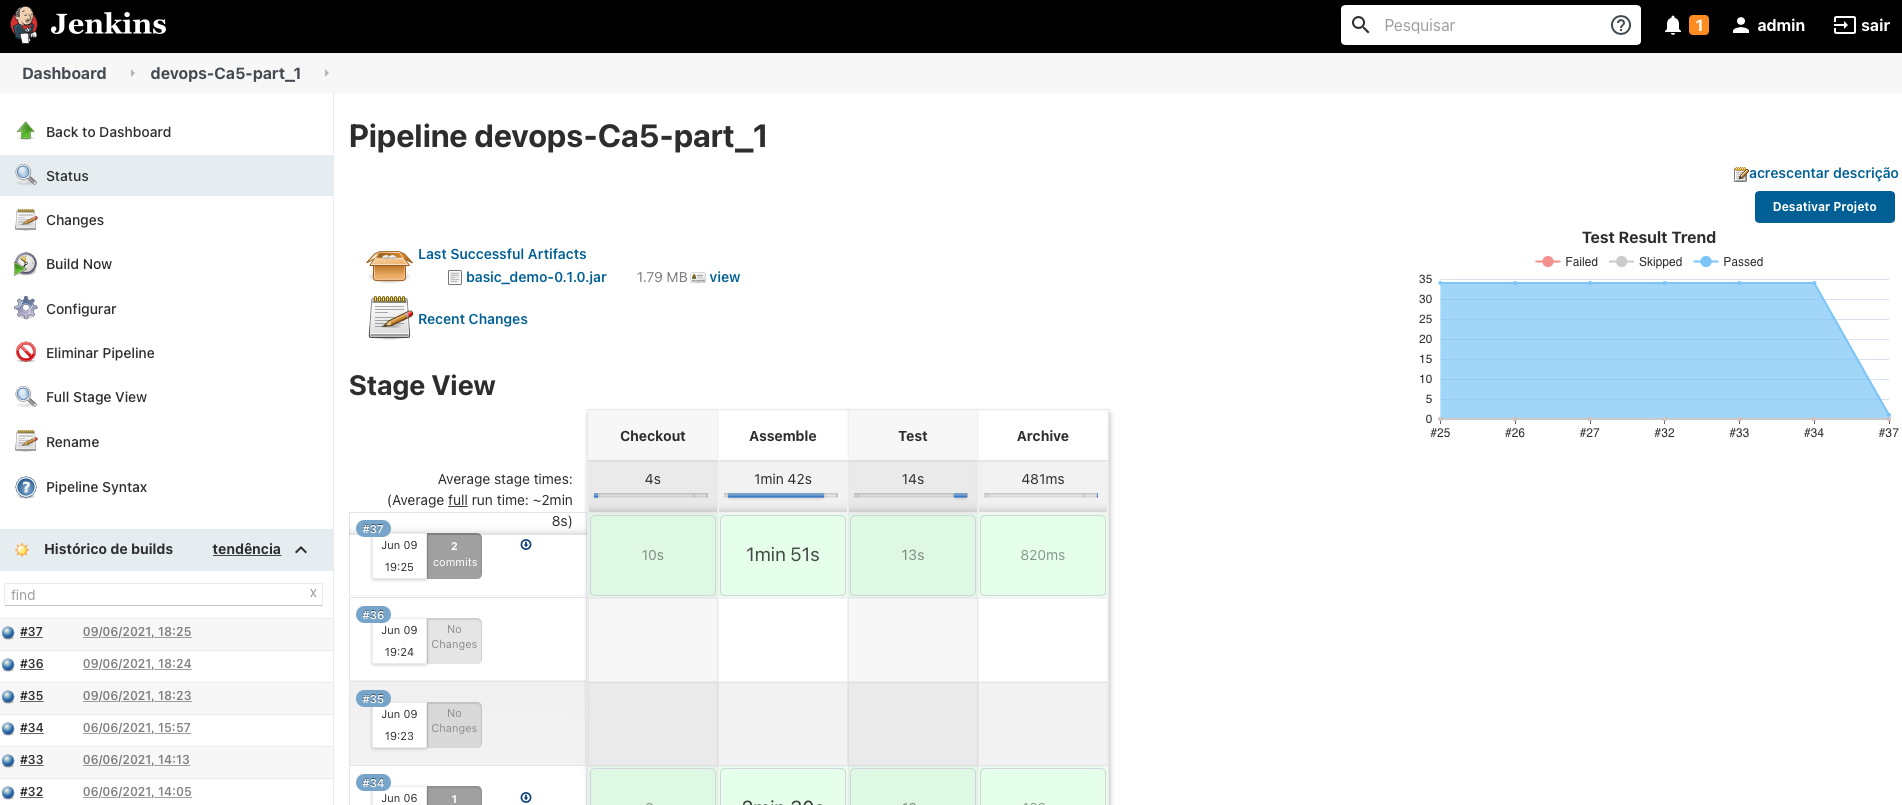 Jenkins
Pesquisar
1
admin
sair
Dashboard
devops-Ca5-part_1
Back to Dashboard
Status
Changes
Build Now
Configurar
Eliminar Pipeline
Full Stage View
Rename
Pipeline Syntax
Histórico de builds tendência
find x
#37 09/06/2021, 18:25
#36 09/06/2021, 18:24
#35 09/06/2021, 18:23
#34 06/06/2021, 15:57
#33 06/06/2021, 14:13
#32 06/06/2021, 14:05
Pipeline devops-Ca5-part_1
acrescentar descrição
Desativar Projeto
Last Successful Artifacts
basic_demo-0.1.0.jar 1.79 MB view
Recent Changes
Test Result Trend
Failed Skipped Passed
35
30
25
20
15
10
5
0
#25 #26 #27 #32 #33 #34 #37
Stage View
Checkout Assemble Test Archive
Average stage times:
(Average full run time: ~2min
8s)
4s 1min 42s 14s 481ms
#37
Jun 09
19:25
2
commits
10s 1min 51s 13s 820ms
#36
Jun 09
19:24
No
Changes
#35
Jun 09
19:23
No
Changes
#34
Jun 06
1